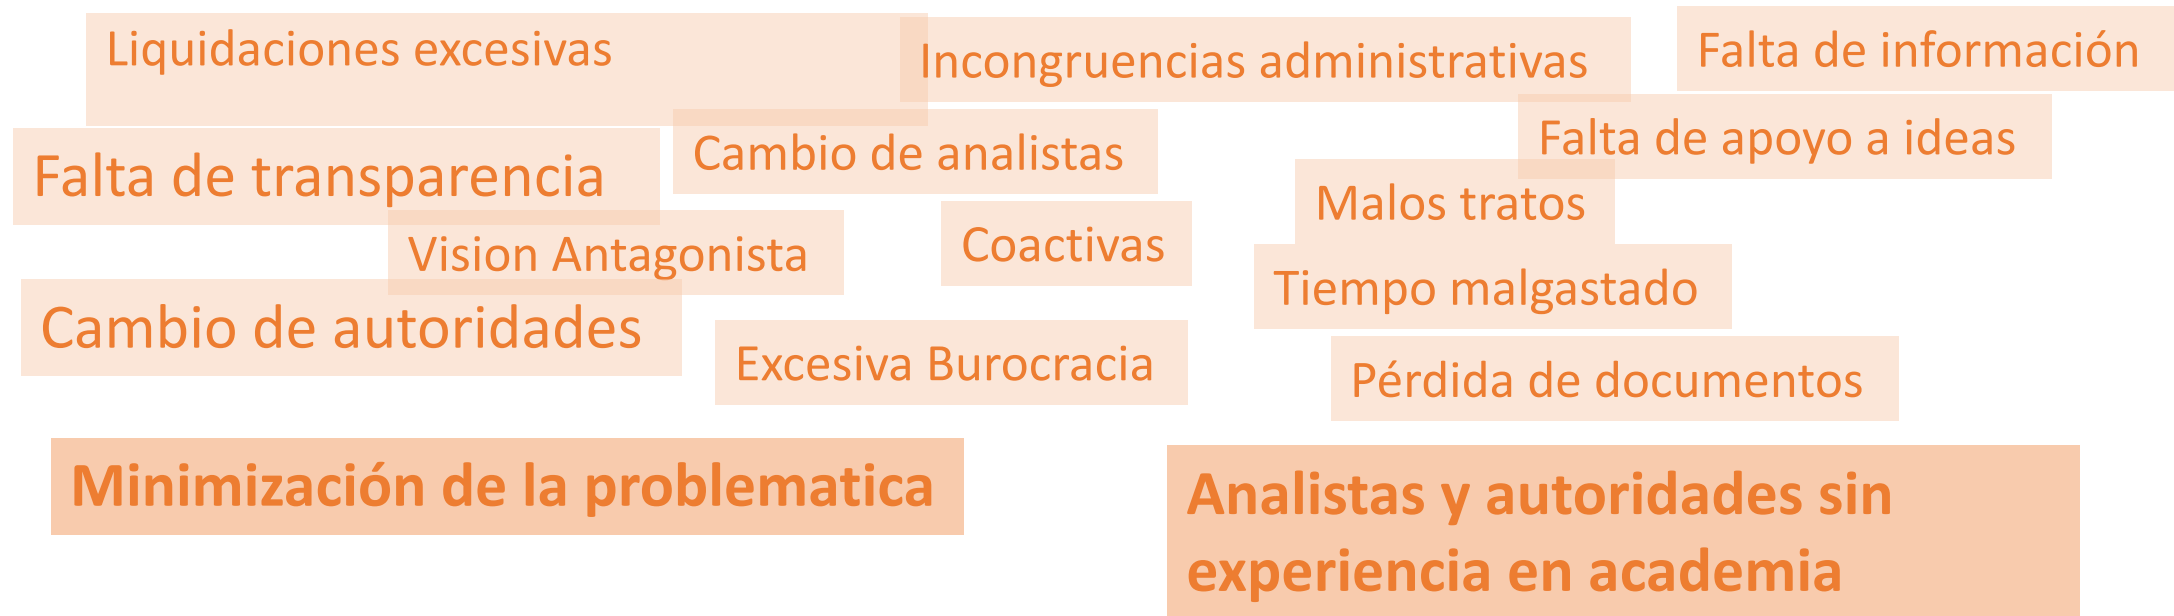 Liquidaciones excesivas
Incongruencias administrativas
Falta de información
Falta de transparencia
Cambio de analistas
Falta de apoyo a ideas
Malos tratos
Vision Antagonista
Coactivas
Tiempo malgastado
Cambio de autoridades
Excesiva Burocracia
Pérdida de documentos
Minimización de la problematica
Analistas y autoridades sin
experiencia en academia